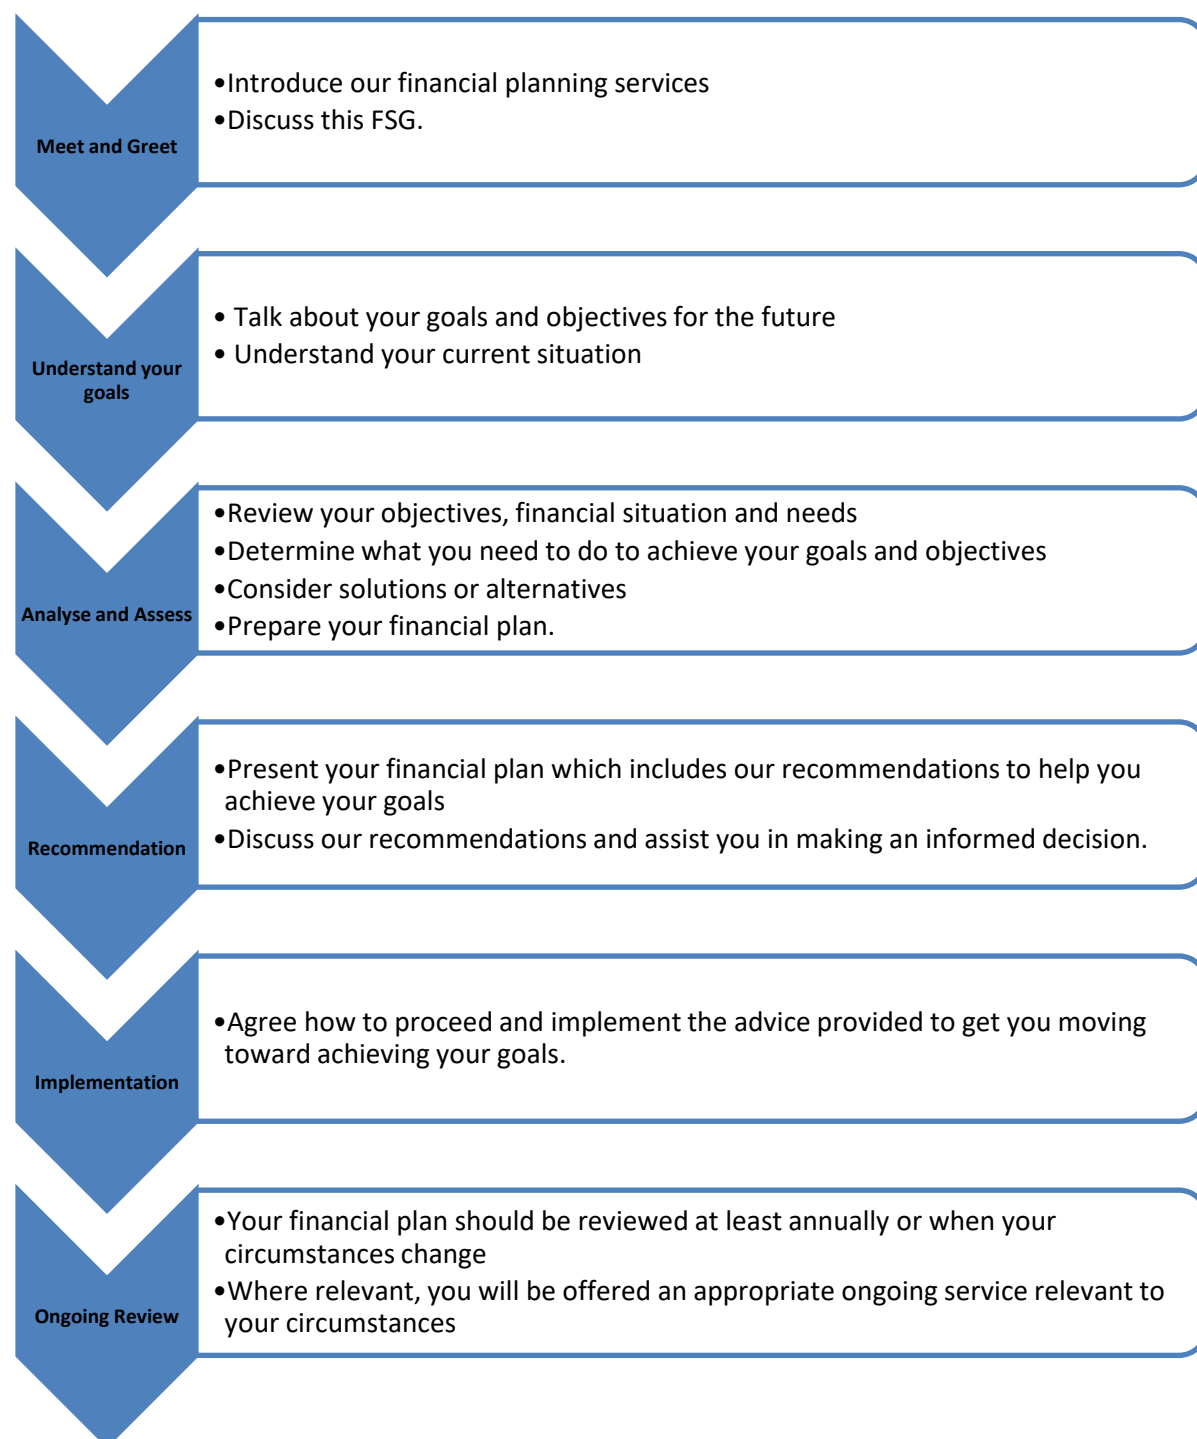 Meet and Greet
•Introduce our financial planning services
•Discuss this FSG.
Understand your
goals
• Talk about your goals and objectives for the future
• Understand your current situation
Analyse and Assess
•Review your objectives, financial situation and needs
•Determine what you need to do to achieve your goals and objectives
•Consider solutions or alternatives
•Prepare your financial plan.
Recommendation
•Present your financial plan which includes our recommendations to help you
achieve your goals
•Discuss our recommendations and assist you in making an informed decision.
Implementation
•Agree how to proceed and implement the advice provided to get you moving
toward achieving your goals.
Ongoing Review
•Your financial plan should be reviewed at least annually or when your
circumstances change
•Where relevant, you will be offered an appropriate ongoing service relevant to
your circumstances